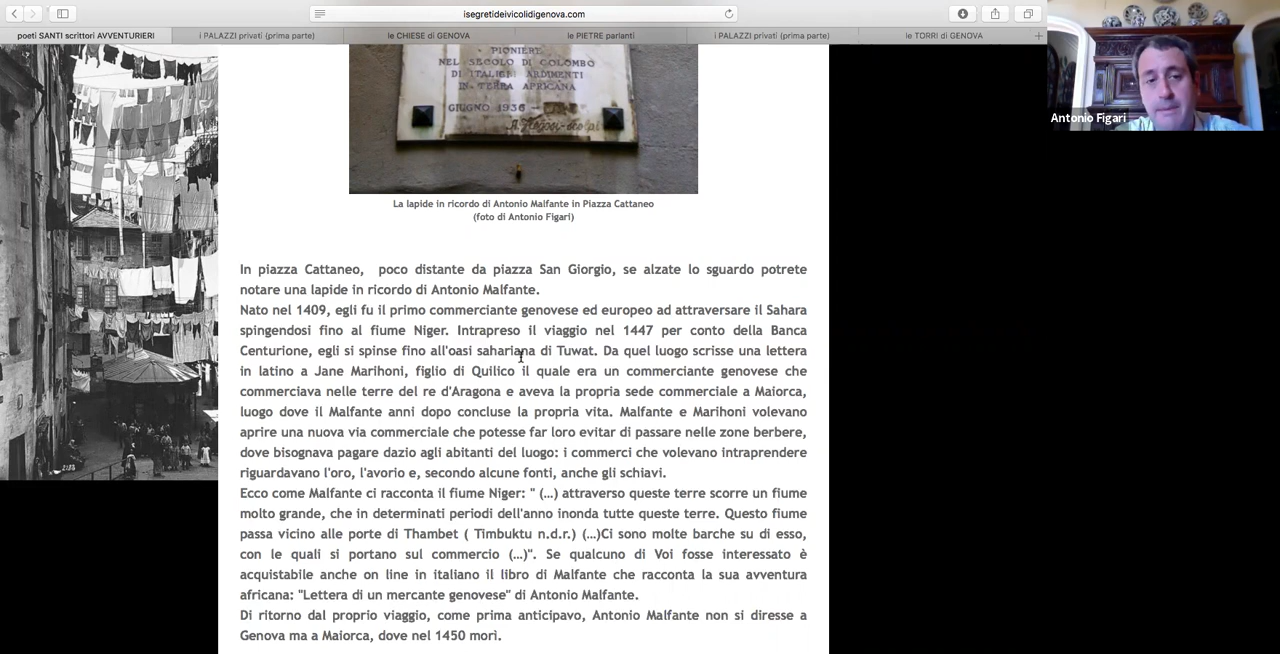 isegretideivicolidigenova.com
poeti SANTI scrittori AVVENTURIERI
i PALAZZI privati (prima parte)
le CHIESE di GENOVA
le PIETRE parlanti
i PALAZZI privati (prima parte)
le TORRI di GENOVA
Antonio Figari
PIONIERE
NEL SECOLO DI COLOMBO
DI ITALICI ARDIMENTI
IN TERRA AFRICANA
GIUGNO 1936
La lapide in ricordo di Antonio Malfante in Piazza Cattaneo
(foto di Antonio Figari)
In piazza Cattaneo, poco distante da piazza San Giorgio, se alzate lo sguardo potrete
notare una lapide in ricordo di Antonio Malfante.
Nato nel 1409, egli fu il primo commerciante genovese ed europeo ad attraversare il Sahara
spingendosi fino al fiume Niger. Intrapreso il viaggio nel 1447 per conto della Banca
Centurione, egli si spinse fino all'oasi sahariana di Tuwat. Da quel luogo scrisse una lettera
in latino a Jane Marihoni, figlio di Quilico il quale era un commerciante genovese che
commerciava nelle terre del re d'Aragona e aveva la propria sede commerciale a Maiorca,
luogo dove il Malfante anni dopo concluse la propria vita. Malfante e Marihoni volevano
aprire una nuova via commerciale che potesse far loro evitar di passare nelle zone berbere,
dove bisognava pagare dazio agli abitanti del luogo: i commerci che volevano intraprendere
riguardavano l'oro, l'avorio e, secondo alcune fonti, anche gli schiavi.
Ecco come Malfante ci racconta il fiume Niger: " (...) attraverso queste terre scorre un fiume
molto grande, che in determinati periodi dell'anno inonda tutte queste terre. Questo fiume
passa vicino alle porte di Thambet ( Timbuktu n.d.r.) (...)Ci sono molte barche su di esso,
con le quali si portano sul commercio (...)". Se qualcuno di Voi fosse interessato è
acquistabile anche on line in italiano il libro di Malfante che racconta la sua avventura
africana: "Lettera di un mercante genovese" di Antonio Malfante.
Di ritorno dal proprio viaggio, come prima anticipavo, Antonio Malfante non si diresse a
Genova ma a Maiorca, dove nel 1450 morì.